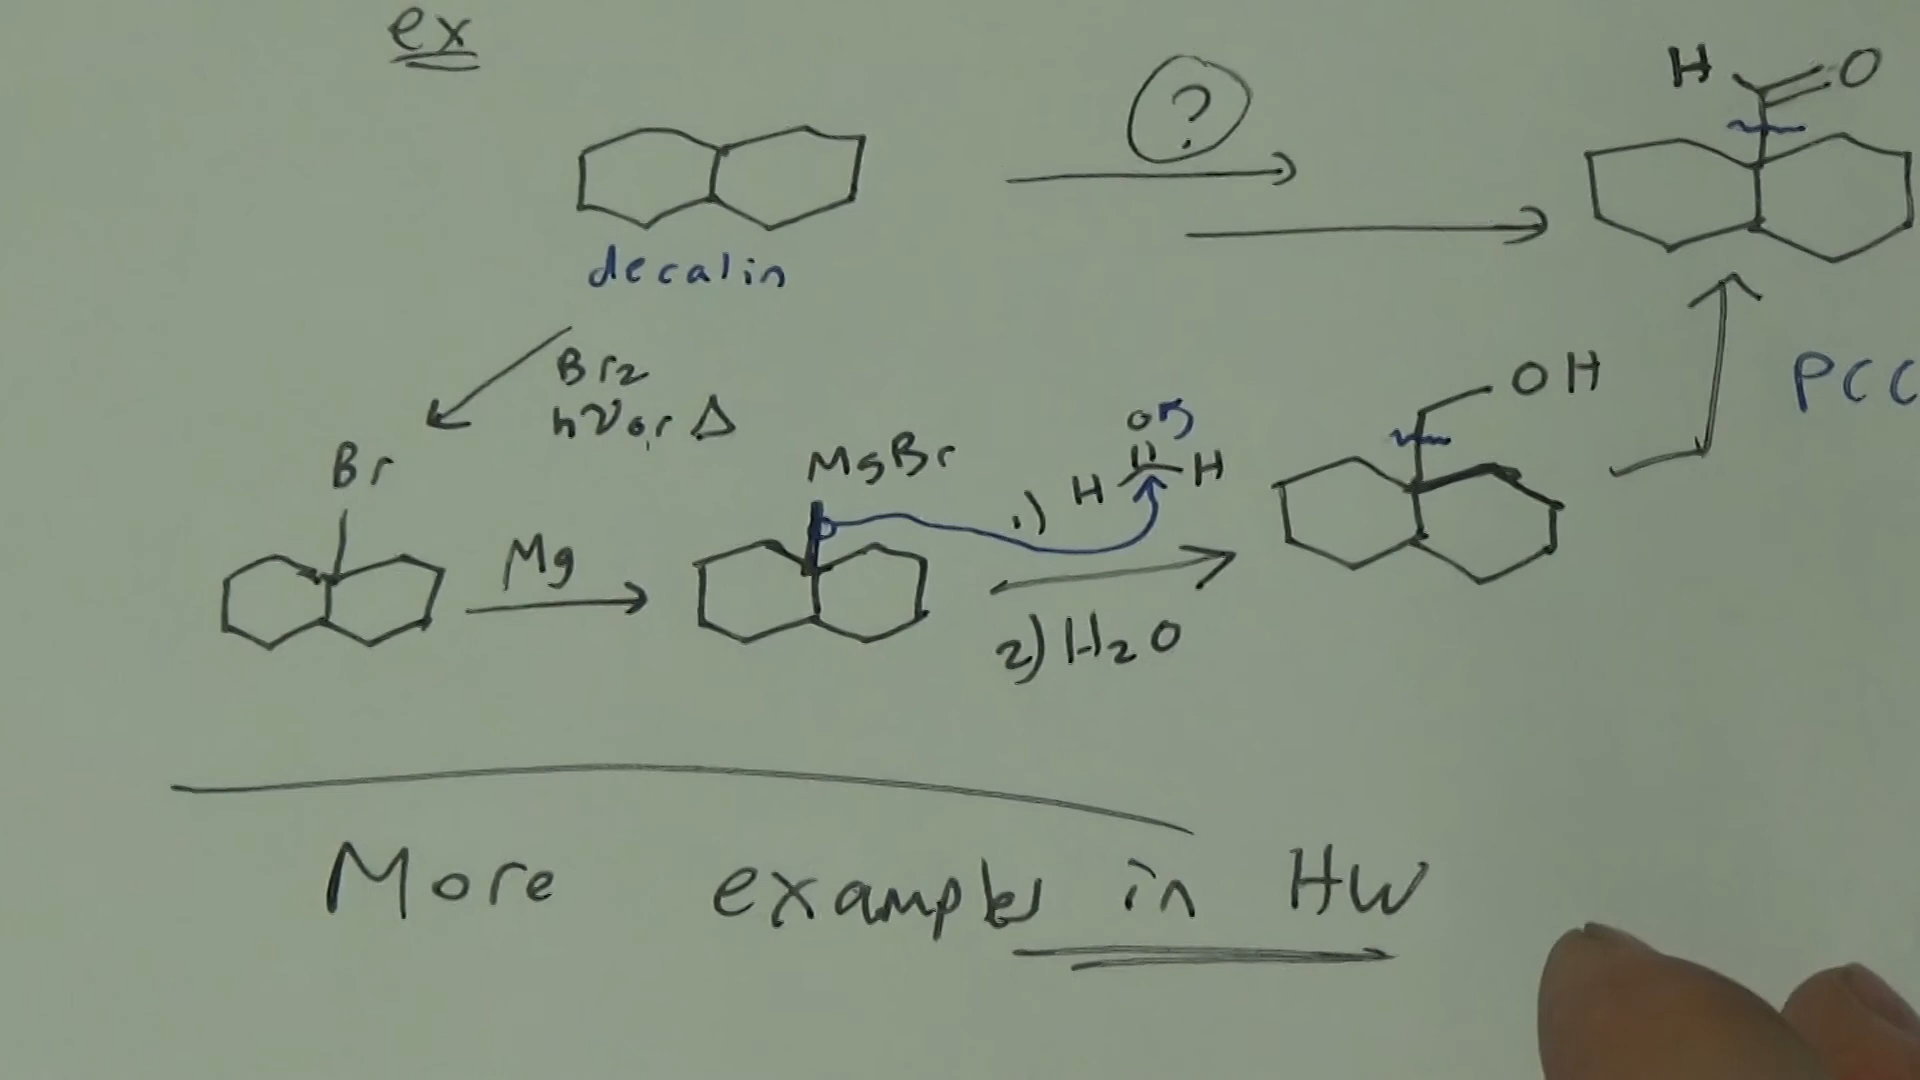 ex
?
H O
decalin
Br2
hν or Δ
OH
PCC
Br
MgBr
O
H H
1)
Mg
2) H2O
More examples in HW